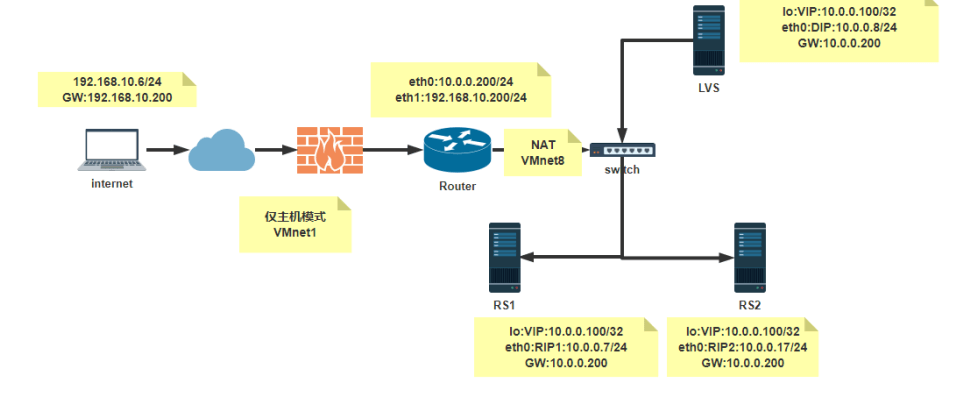 lo:VIP:10.0.0.100/32
eth0:DIP:10.0.0.8/24
GW:10.0.0.200
LVS
192.168.10.6/24
GW:192.168.10.200
eth0:10.0.0.200/24
eth1:192.168.10.200/24
internet
Router
NAT
VMnet8
switch
仅主机模式
VMnet1
RS1
RS2
lo:VIP:10.0.0.100/32
eth0:RIP1:10.0.0.7/24
GW:10.0.0.200
lo:VIP:10.0.0.100/32
eth0:RIP2:10.0.0.17/24
GW:10.0.0.200